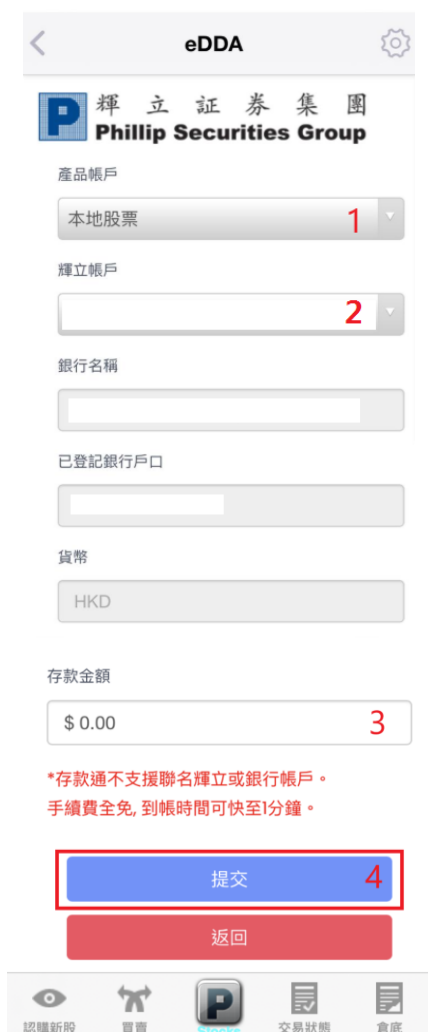 eDDA
輝立証券集團
Phillip Securities Group
產品帳戶
本地股票 1
輝立帳戶
2
銀行名稱
已登記銀行戶口
貨幣
HKD
存款金額
$ 0.00 3
*存款通不支援聯名輝立或銀行帳戶。
手續費全免, 到帳時間可快至1分鐘。
提交 4
返回
認購新股 買賣 Stocks 交易狀態 倉底